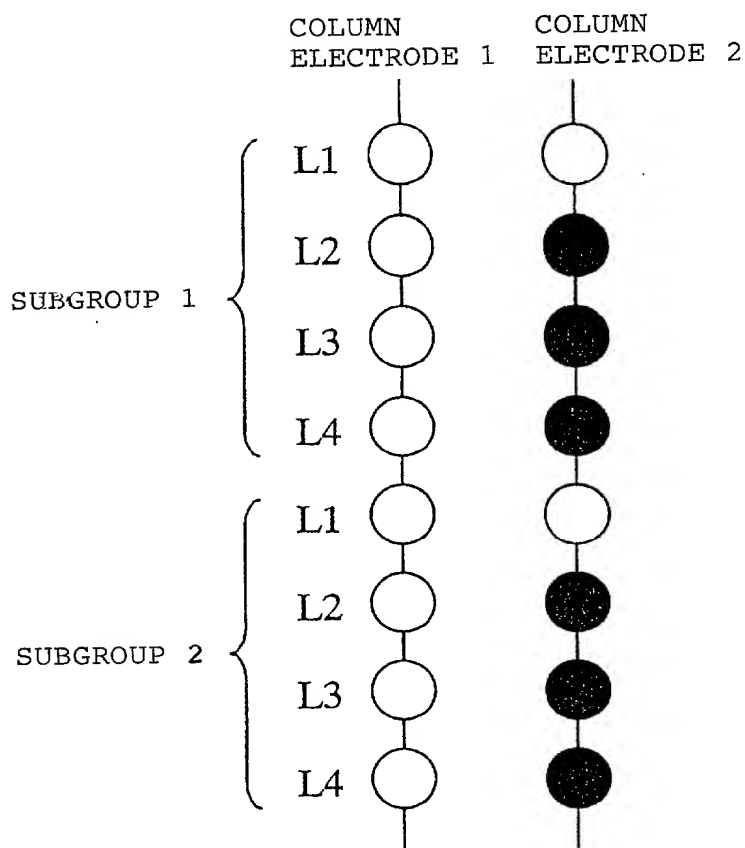 COLUMN
ELECTRODE 1
COLUMN
ELECTRODE 2
SUBGROUP 1
L1
L2
L3
L4
SUBGROUP 2
L1
L2
L3
L4